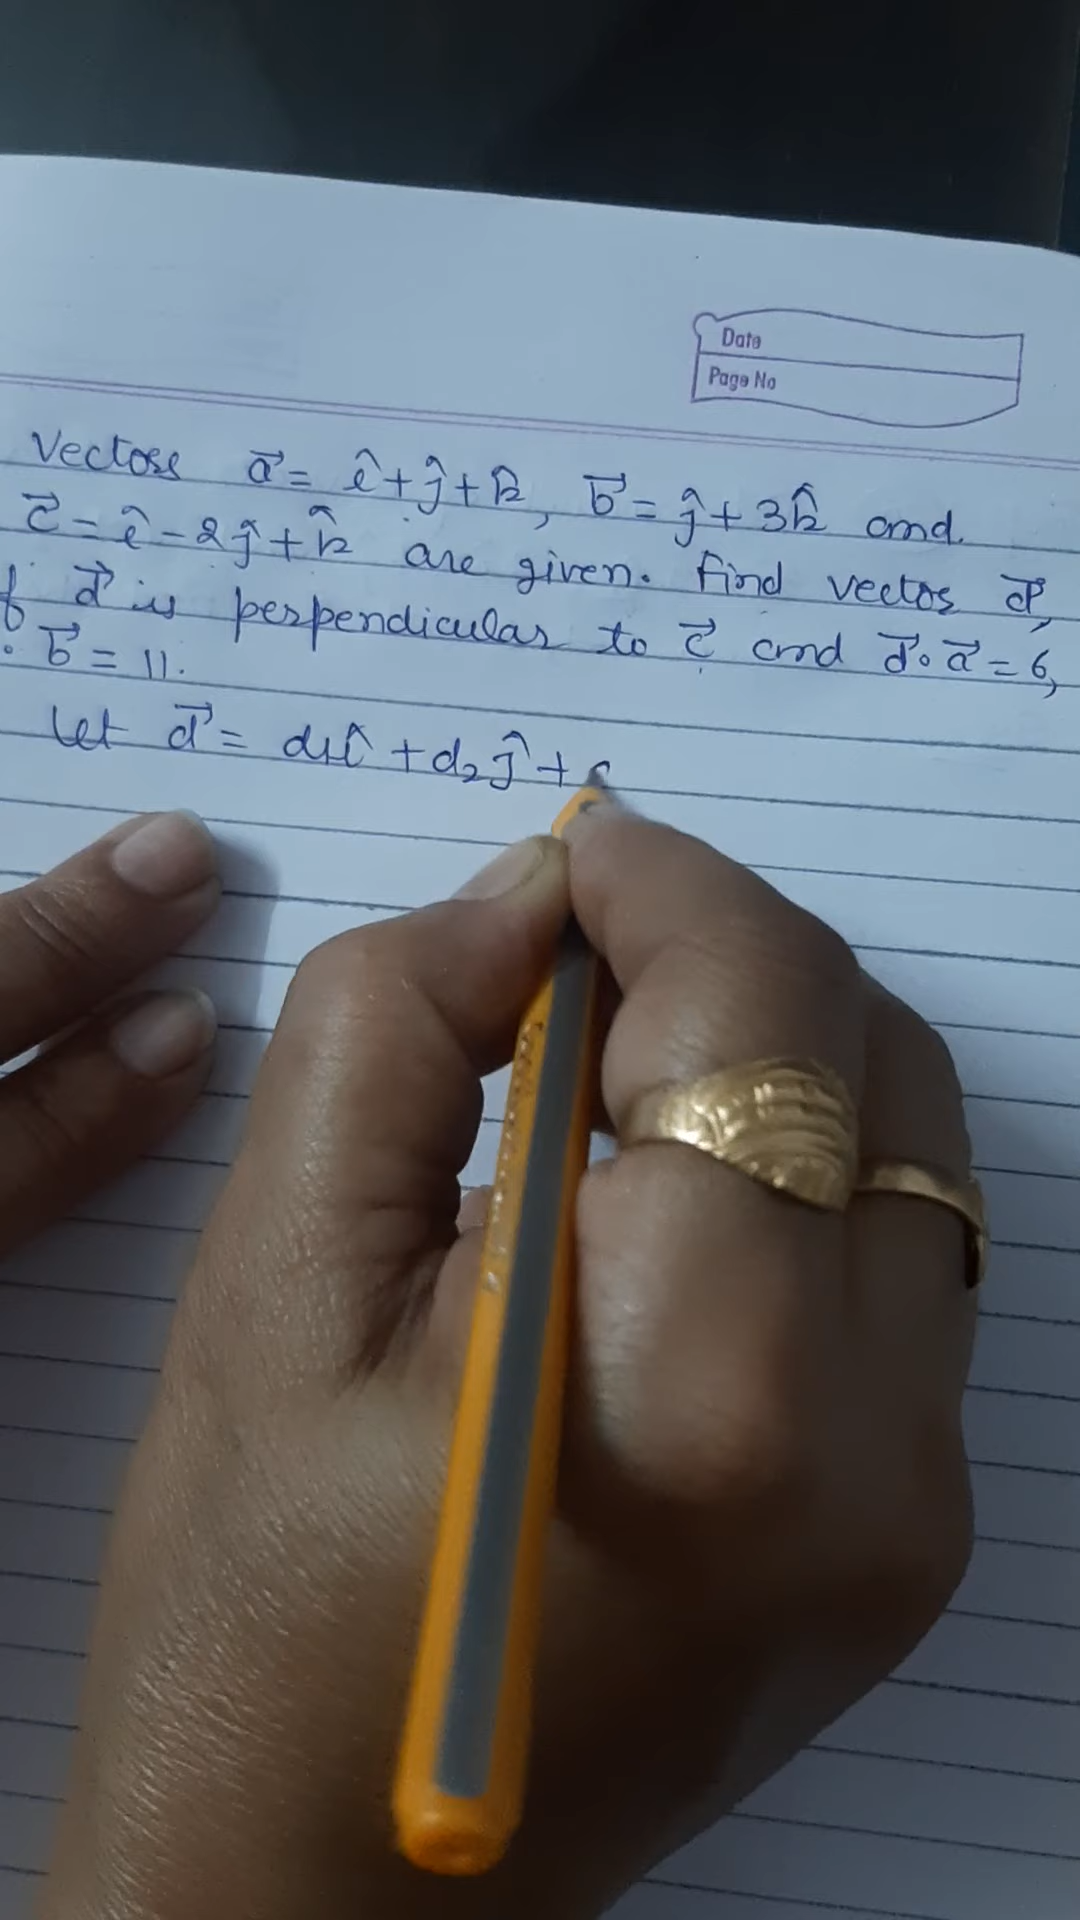 Date
Page No
Vectors a⃗ = î + ĵ + k̂, b⃗ = ĵ + 3k̂ and
c⃗ = î - 2ĵ + k̂ are given. Find vector d⃗,
f d⃗ is perpendicular to c⃗ and d⃗ . a⃗ = 6,
. b⃗ = 11.
Let d⃗ = d₁î + d₂ĵ +